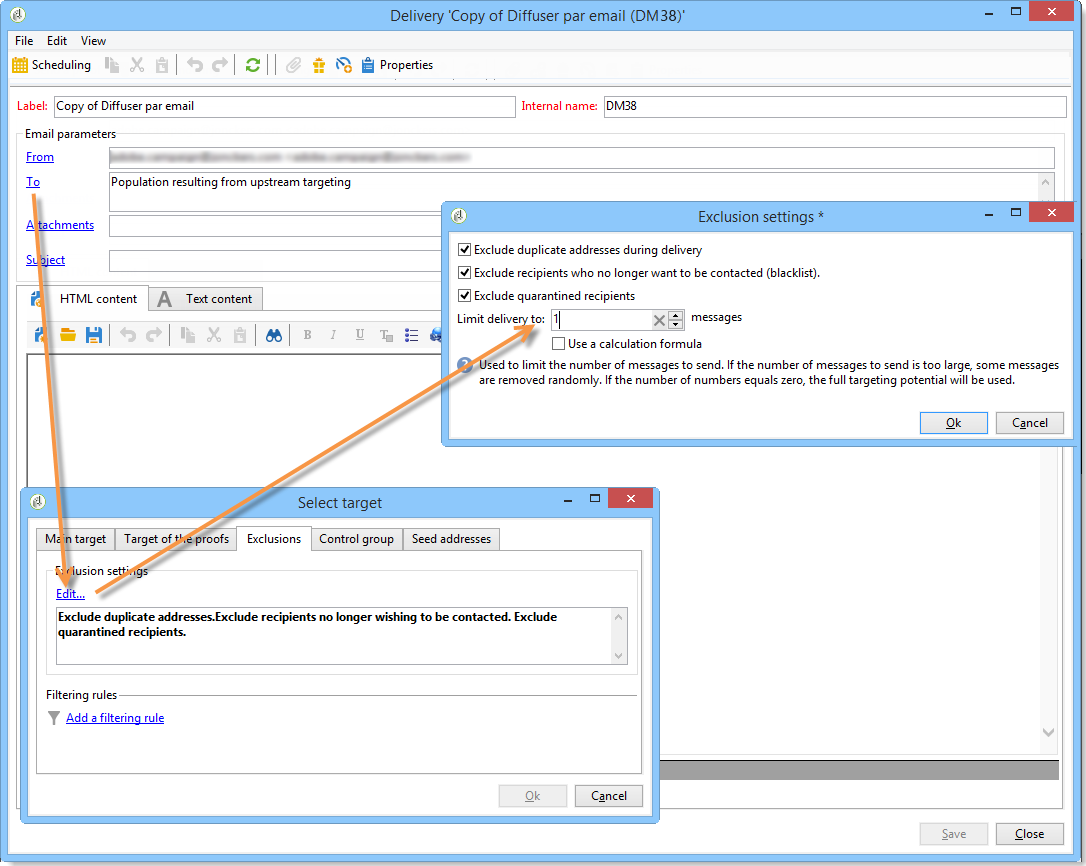 Delivery 'Copy of Diffuser par email (DM38)'
File Edit View
Scheduling Properties
Label: Copy of Diffuser par email Internal name: DM38
Email parameters
From
To Population resulting from upstream targeting
Attachments
Subject
HTML content A Text content
B I U T
Exclusion settings *
Exclude duplicate addresses during delivery
Exclude recipients who no longer want to be contacted (blacklist).
Exclude quarantined recipients
Limit delivery to: 1 messages
Use a calculation formula
Used to limit the number of messages to send. If the number of messages to send is too large, some messages
are removed randomly. If the number of numbers equals zero, the full targeting potential will be used.
Ok Cancel
Select target
Main target Target of the proofs Exclusions Control group Seed addresses
Exclusion settings
Edit...
Exclude duplicate addresses.Exclude recipients no longer wishing to be contacted. Exclude
quarantined recipients.
Filtering rules
Add a filtering rule
Ok Cancel
Save Close